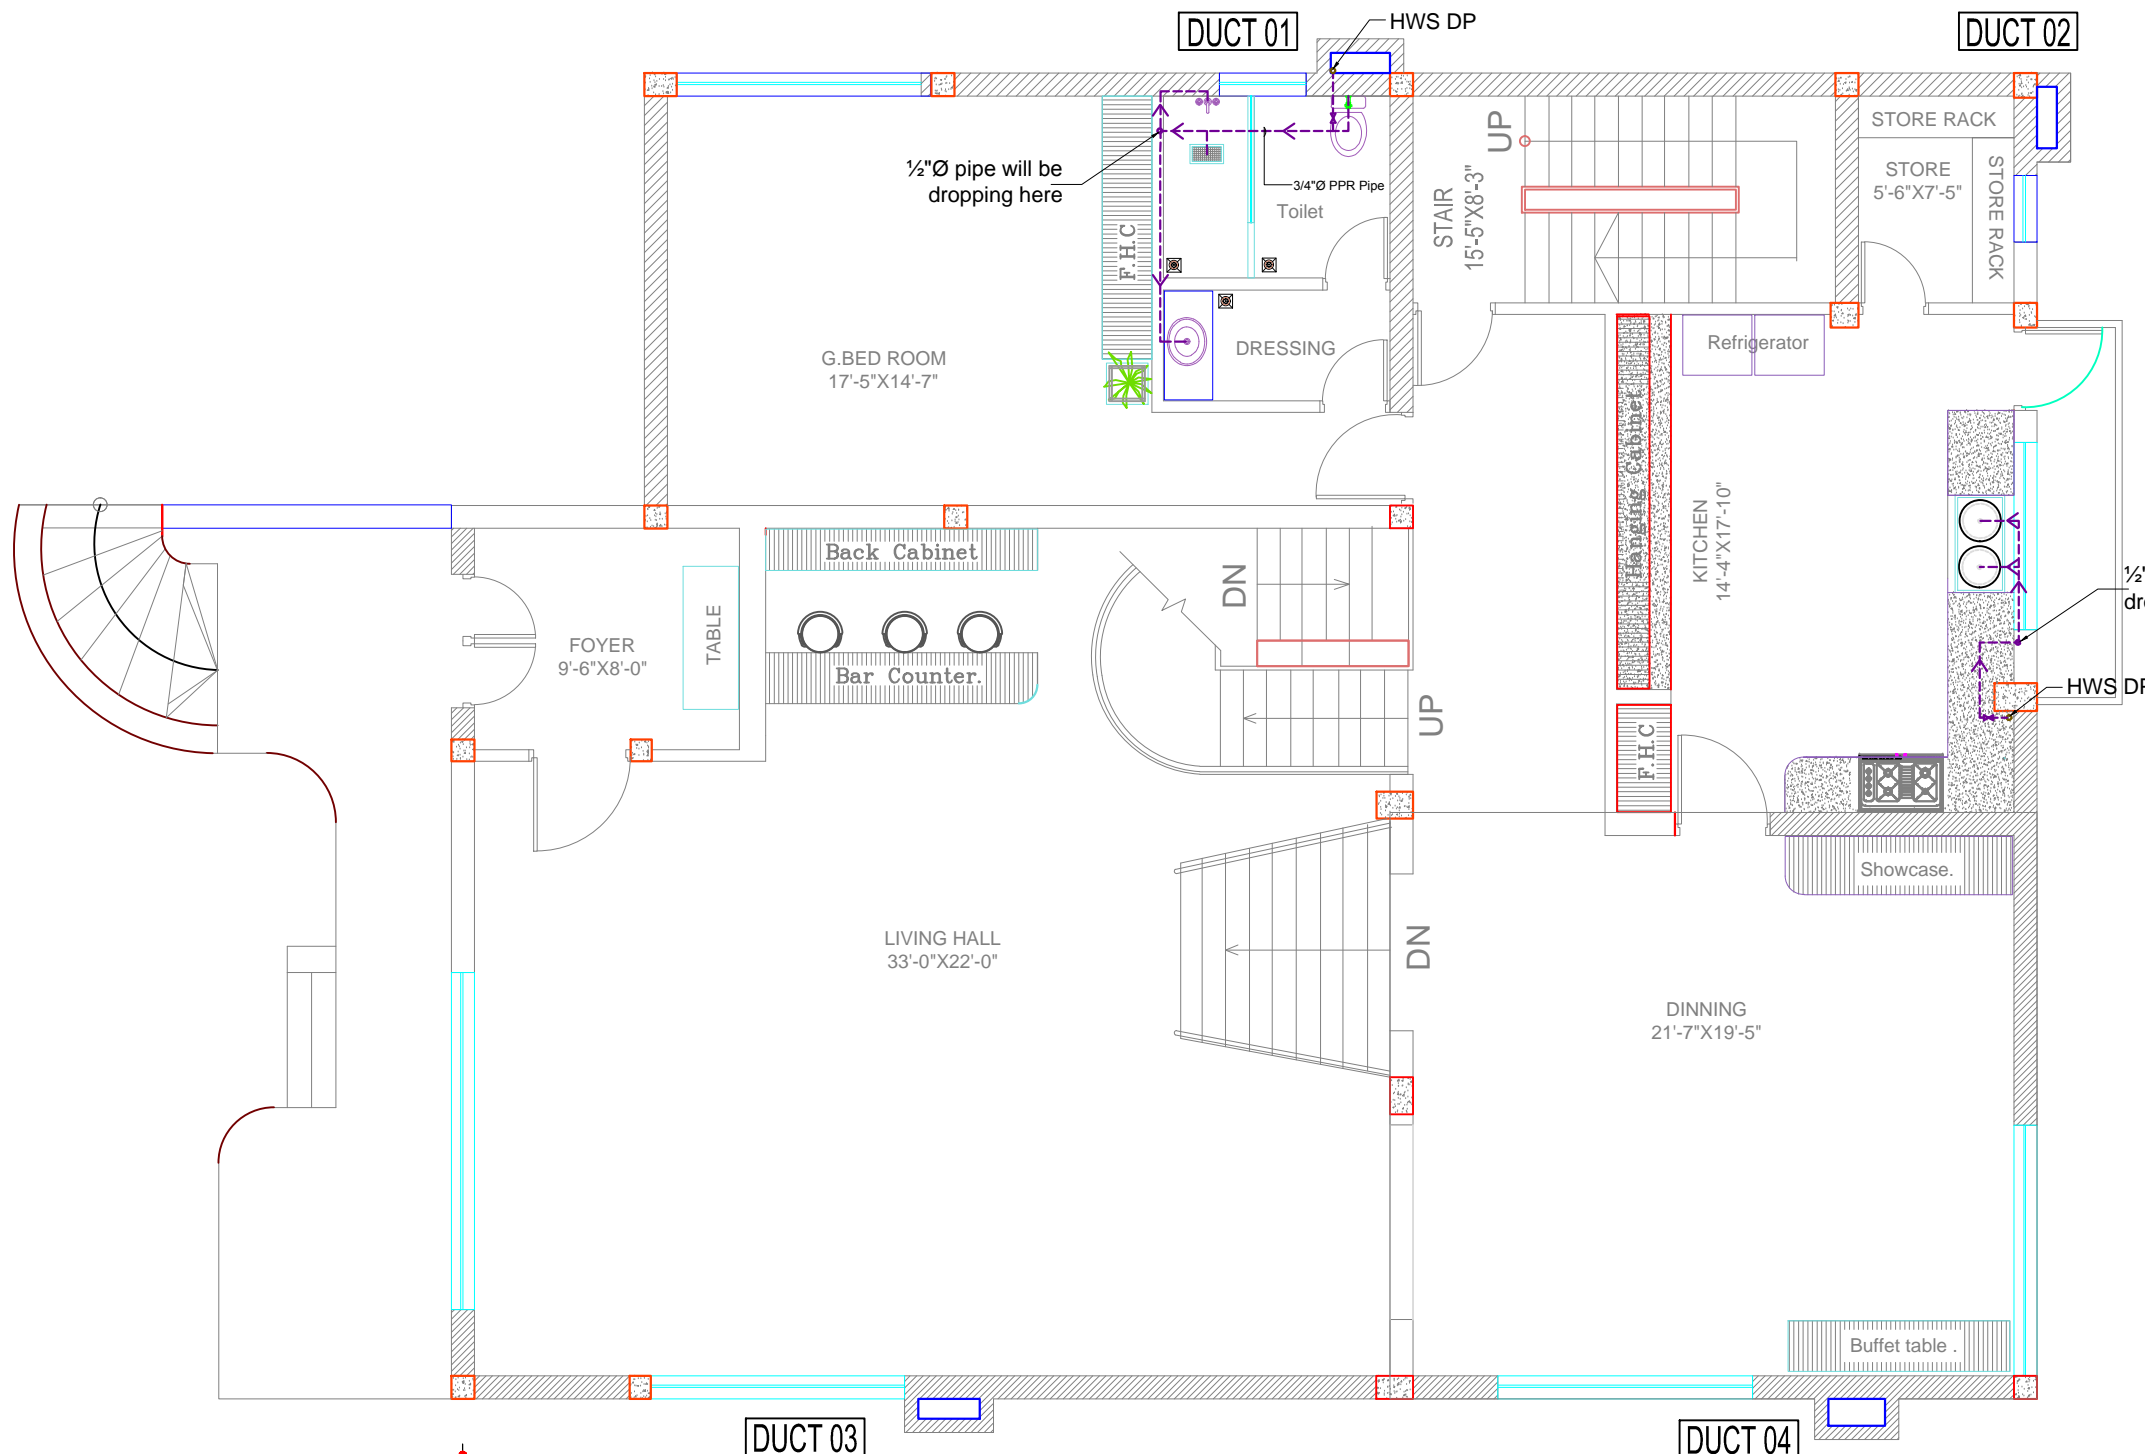 DUCT 01
HWS DP
DUCT 02
STORE RACK
STORE
5'-6"X7'-5"
STORE RACK
½"Ø pipe will be
dropping here
3/4"Ø PPR Pipe
Toilet
F.H.C
UP
STAIR
15'-5"X8'-3"
G.BED ROOM
17'-5"X14'-7"
DRESSING
Refrigerator
Hanging Cabinet
KITCHEN
14'-4"X17'-10"
Back Cabinet
DN
TABLE
FOYER
9'-6"X8'-0"
Bar Counter.
UP
½"
HWS DP
F.H.C
Showcase.
LIVING HALL
33'-0"X22'-0"
DN
DINNING
21'-7"X19'-5"
Buffet table .
DUCT 03
DUCT 04